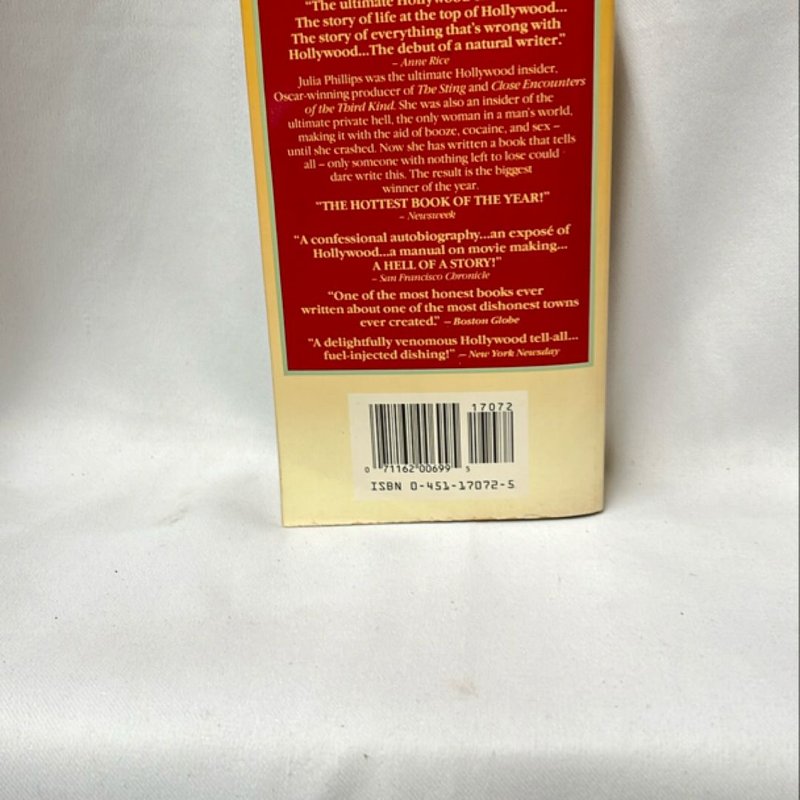 "The ultimate Hollywood
The story of life at the top of Hollywood...
The story of everything that's wrong with
Hollywood...The debut of a natural writer."
– Anne Rice
Julia Phillips was the ultimate Hollywood insider,
Oscar-winning producer of The Sting and Close Encounters
of the Third Kind. She was also an insider of the
ultimate private hell, the only woman in a man's world,
making it with the aid of booze, cocaine, and sex –
until she crashed. Now she has written a book that tells
all – only someone with nothing left to lose could
dare write this. The result is the biggest
winner of the year.
"THE HOTTEST BOOK OF THE YEAR!"
– Newsweek
"A confessional autobiography...an exposé of
Hollywood...a manual on movie making...
A HELL OF A STORY!"
– San Francisco Chronicle
"One of the most honest books ever
written about one of the most dishonest towns
ever created." – Boston Globe
"A delightfully venomous Hollywood tell-all...
fuel-injected dishing!" – New York Newsday
17072
0 71162 00699 5
ISBN 0-451-17072-5